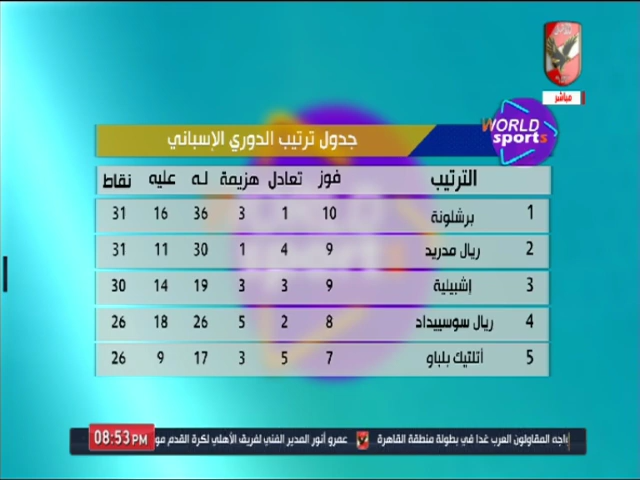 مباشر
WORLD
sports
جدول ترتيب الدوري الإسباني
الترتيب فوز تعادل هزيمة له عليه نقاط
1 برشلونة 10 1 3 36 16 31
2 ريال مدريد 9 4 1 30 11 31
3 إشبيلية 9 3 3 19 14 30
4 ريال سوسييداد 8 2 5 26 18 26
5 أتلتيك بلباو 7 5 3 17 9 26
واجه المقاولون العرب غدا في بطولة منطقة القاهرة عمرو أنور المدير الفني لفريق الأهلي لكرة القدم مو
08:53 PM